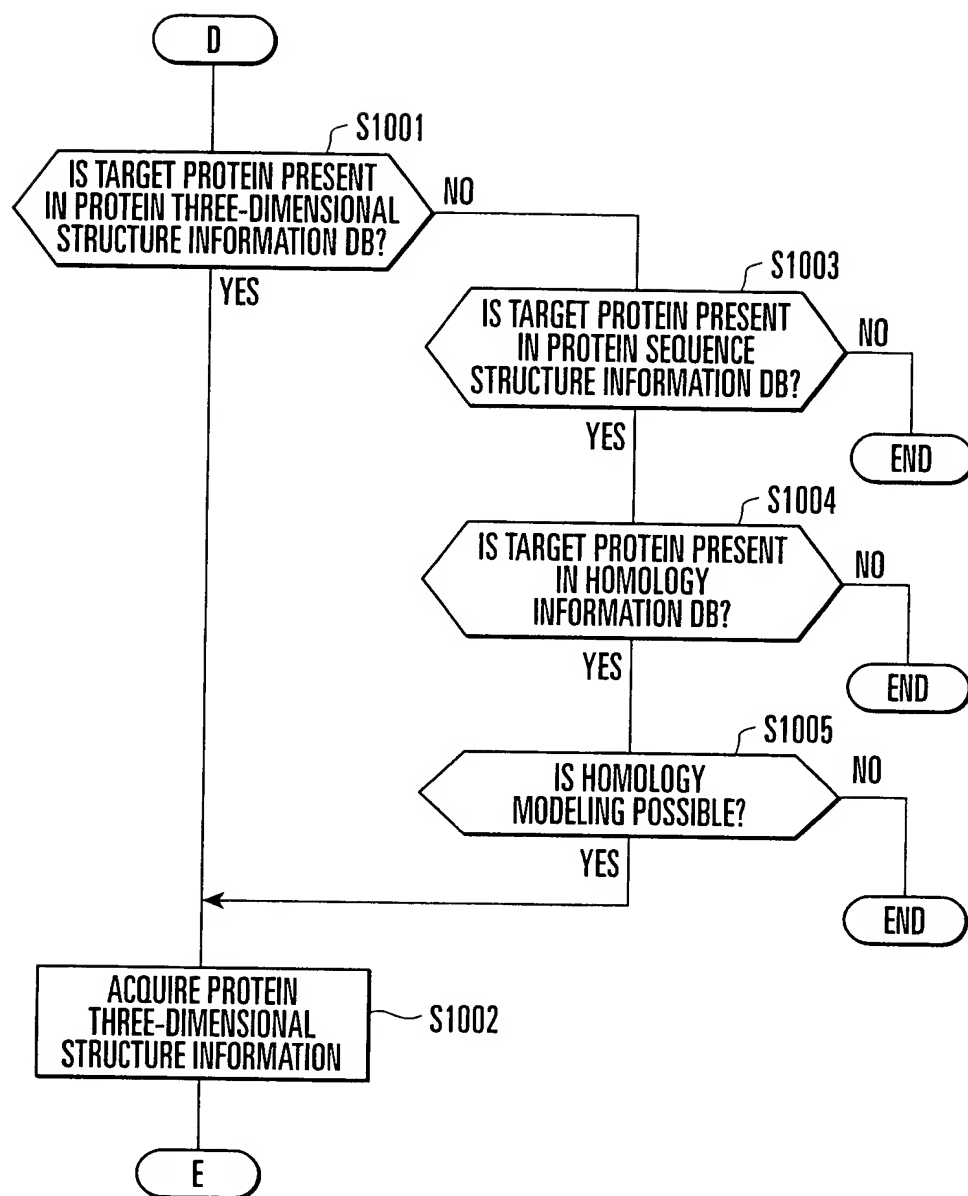 D
S1001
IS TARGET PROTEIN PRESENT
IN PROTEIN THREE-DIMENSIONAL
STRUCTURE INFORMATION DB?
NO
YES
S1003
IS TARGET PROTEIN PRESENT
IN PROTEIN SEQUENCE
STRUCTURE INFORMATION DB?
NO
YES
END
S1004
IS TARGET PROTEIN PRESENT
IN HOMOLOGY
INFORMATION DB?
NO
YES
END
S1005
IS HOMOLOGY
MODELING POSSIBLE?
NO
YES
END
ACQUIRE PROTEIN
THREE-DIMENSIONAL
STRUCTURE INFORMATION
S1002
E